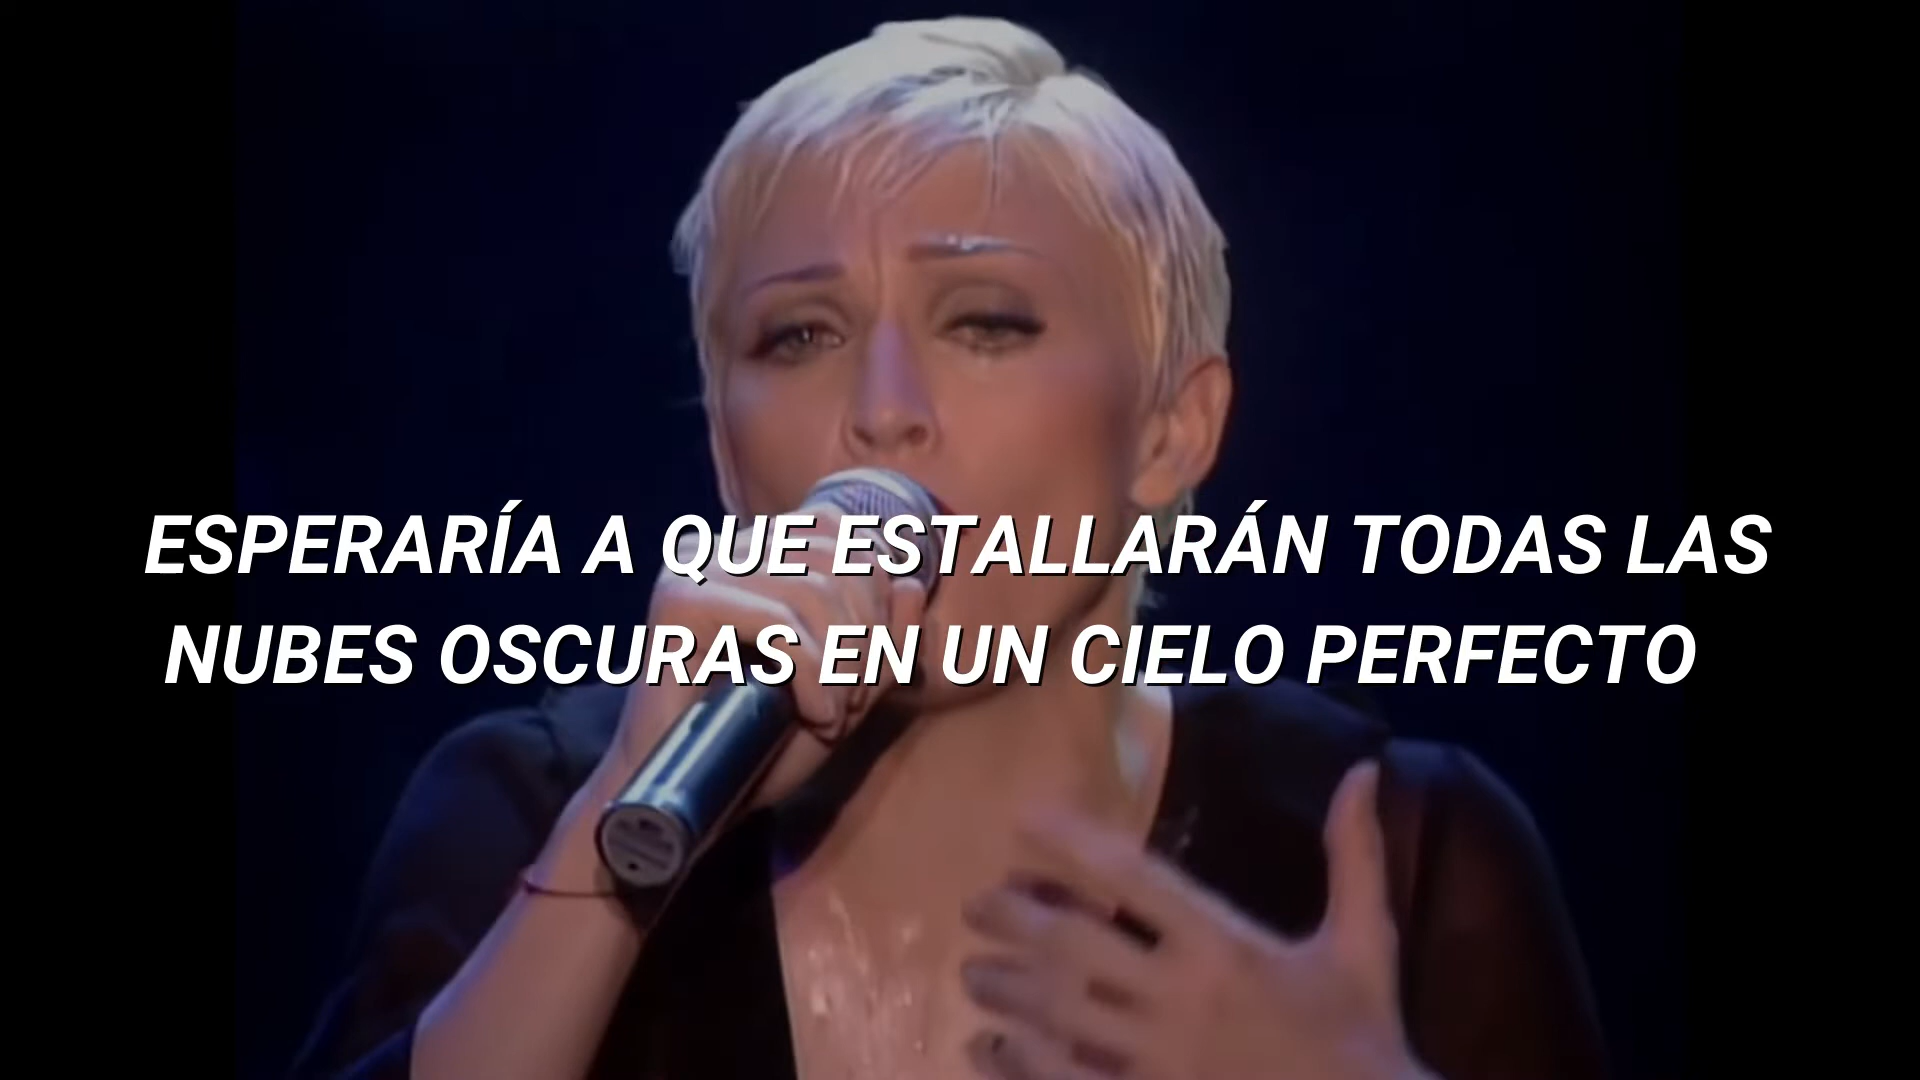 ESPERARÍA A QUE ESTALLARÁN TODAS LAS
NUBES OSCURAS EN UN CIELO PERFECTO